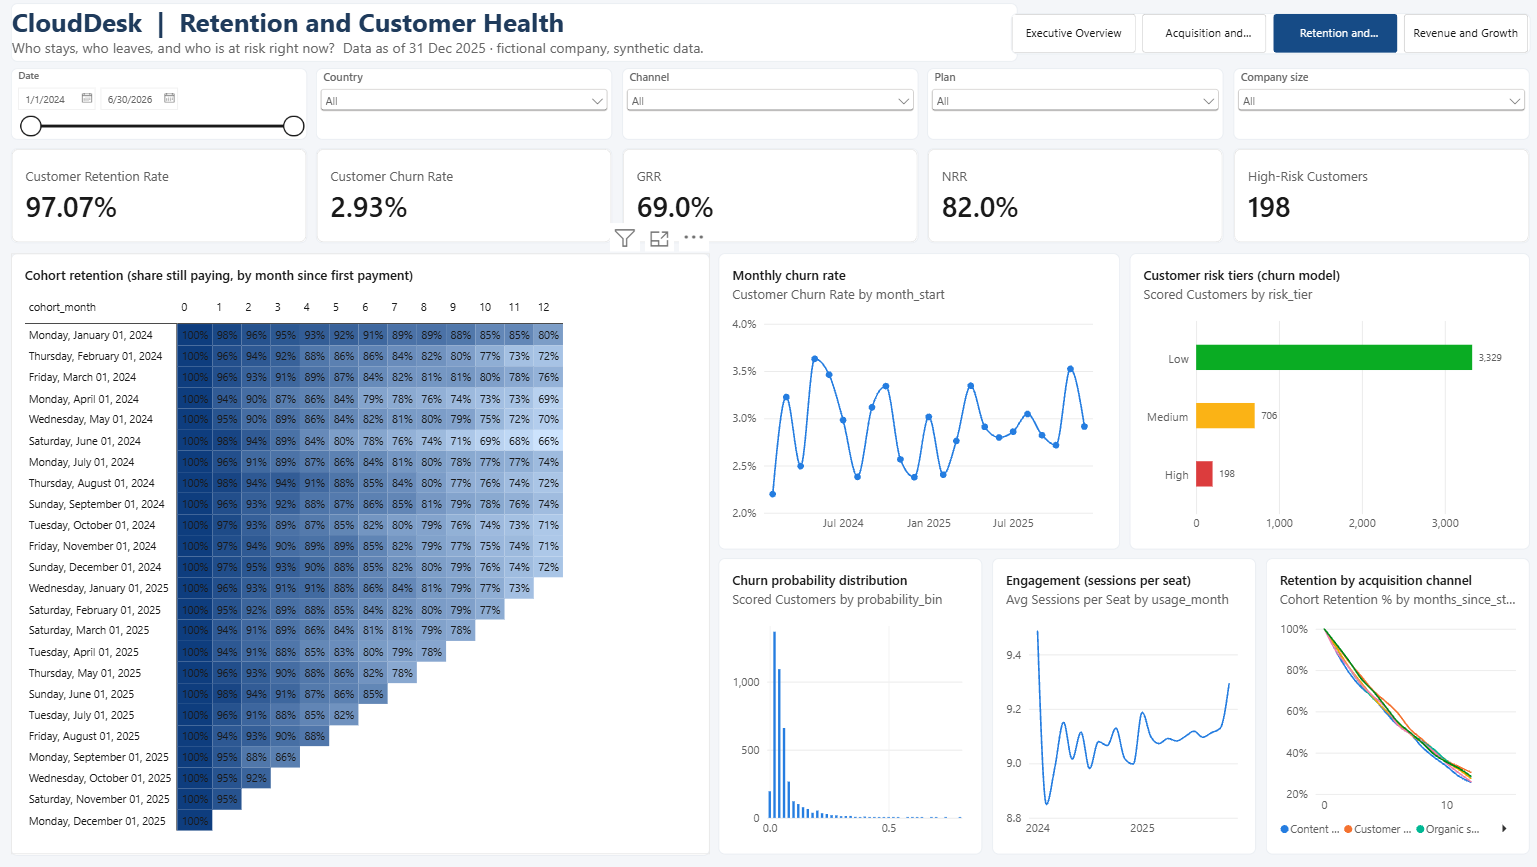 CloudDesk | Retention and Customer Health
Who stays, who leaves, and who is at risk right now? Data as of 31 Dec 2025 · fictional company, synthetic data.
Executive Overview
Acquisition and...
Retention and...
Revenue and Growth
Date
1/1/2024
6/30/2026
Country
All
Channel
All
Plan
All
Company size
All
Customer Retention Rate
97.07%
Customer Churn Rate
2.93%
GRR
69.0%
NRR
82.0%
High-Risk Customers
198
Cohort retention (share still paying, by month since first payment)
cohort_month 0 1 2 3 4 5 6 7 8 9 10 11 12
Monday, January 01, 2024 100% 98% 96% 95% 93% 92% 91% 89% 89% 88% 85% 85% 80%
Thursday, February 01, 2024 100% 96% 94% 92% 88% 86% 86% 84% 82% 80% 77% 73% 72%
Friday, March 01, 2024 100% 96% 93% 91% 89% 87% 84% 82% 81% 81% 80% 78% 76%
Monday, April 01, 2024 100% 94% 90% 87% 86% 84% 79% 78% 76% 74% 73% 73% 69%
Wednesday, May 01, 2024 100% 95% 90% 89% 86% 84% 82% 81% 80% 79% 75% 72% 70%
Saturday, June 01, 2024 100% 98% 94% 89% 84% 80% 78% 76% 74% 71% 69% 68% 66%
Monday, July 01, 2024 100% 96% 91% 89% 87% 86% 84% 81% 80% 78% 77% 77% 74%
Thursday, August 01, 2024 100% 98% 94% 94% 91% 88% 85% 84% 80% 77% 76% 74% 72%
Sunday, September 01, 2024 100% 96% 93% 92% 88% 87% 86% 85% 81% 79% 78% 76% 74%
Tuesday, October 01, 2024 100% 97% 93% 89% 87% 85% 82% 80% 79% 76% 74% 73% 71%
Friday, November 01, 2024 100% 97% 94% 90% 89% 89% 85% 82% 79% 77% 75% 74% 71%
Sunday, December 01, 2024 100% 97% 95% 93% 90% 88% 85% 82% 80% 79% 76% 74% 72%
Wednesday, January 01, 2025 100% 96% 93% 91% 91% 88% 86% 84% 81% 79% 77% 73%
Saturday, February 01, 2025 100% 95% 92% 89% 88% 85% 84% 82% 80% 79% 77%
Saturday, March 01, 2025 100% 94% 91% 89% 86% 84% 81% 81% 79% 78%
Tuesday, April 01, 2025 100% 94% 91% 88% 85% 83% 80% 79% 78%
Thursday, May 01, 2025 100% 96% 93% 90% 88% 86% 82% 78%
Sunday, June 01, 2025 100% 98% 94% 91% 87% 86% 85%
Tuesday, July 01, 2025 100% 96% 91% 88% 85% 82%
Friday, August 01, 2025 100% 94% 93% 90% 88%
Monday, September 01, 2025 100% 95% 88% 86%
Wednesday, October 01, 2025 100% 95% 92%
Saturday, November 01, 2025 100% 95%
Monday, December 01, 2025 100%
Monthly churn rate
Customer Churn Rate by month_start
4.0%
3.5%
3.0%
2.5%
2.0%
Jul 2024 Jan 2025 Jul 2025
Customer risk tiers (churn model)
Scored Customers by risk_tier
Low 3,329
Medium 706
High 198
0 1,000 2,000 3,000
Churn probability distribution
Scored Customers by probability_bin
1,000
500
0
0.0 0.5
Engagement (sessions per seat)
Avg Sessions per Seat by usage_month
9.4
9.2
9.0
8.8
2024 2025
Retention by acquisition channel
Cohort Retention % by months_since_st...
100%
80%
60%
40%
20%
0 10
Content ... Customer ... Organic s...